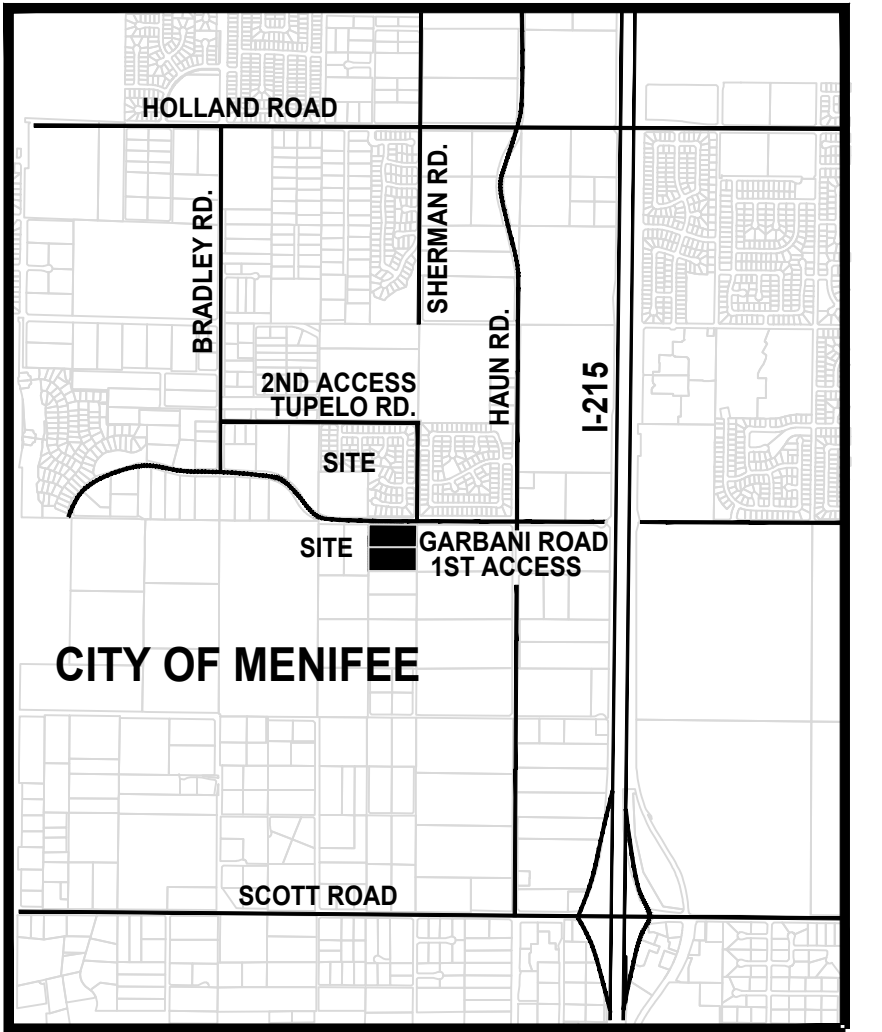 HOLLAND ROAD
BRADLEY RD.
SHERMAN RD.
HAUN RD.
I-215
2ND ACCESS
TUPELO RD.
SITE
SITE
GARBANI ROAD
1ST ACCESS
CITY OF MENIFEE
SCOTT ROAD